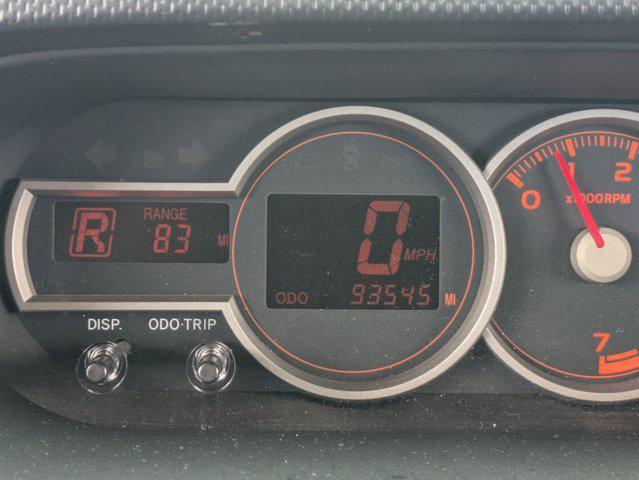 R
RANGE
83 MI
0
MPH
ODO 93545 MI
DISP. ODO·TRIP
0 1 2
x1000RPM
7